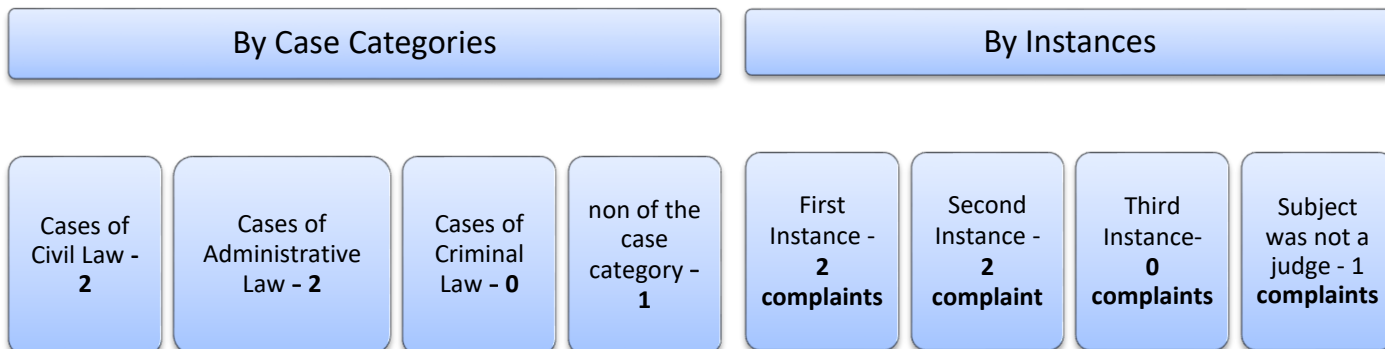 By Case Categories
By Instances
Cases of
Civil Law -
2
Cases of
Administrative
Law - 2
Cases of
Criminal
Law - 0
non of the
case
category -
1
First
Instance -
2
complaints
Second
Instance -
2
complaint
Third
Instance-
0
complaints
Subject
was not a
judge - 1
complaints